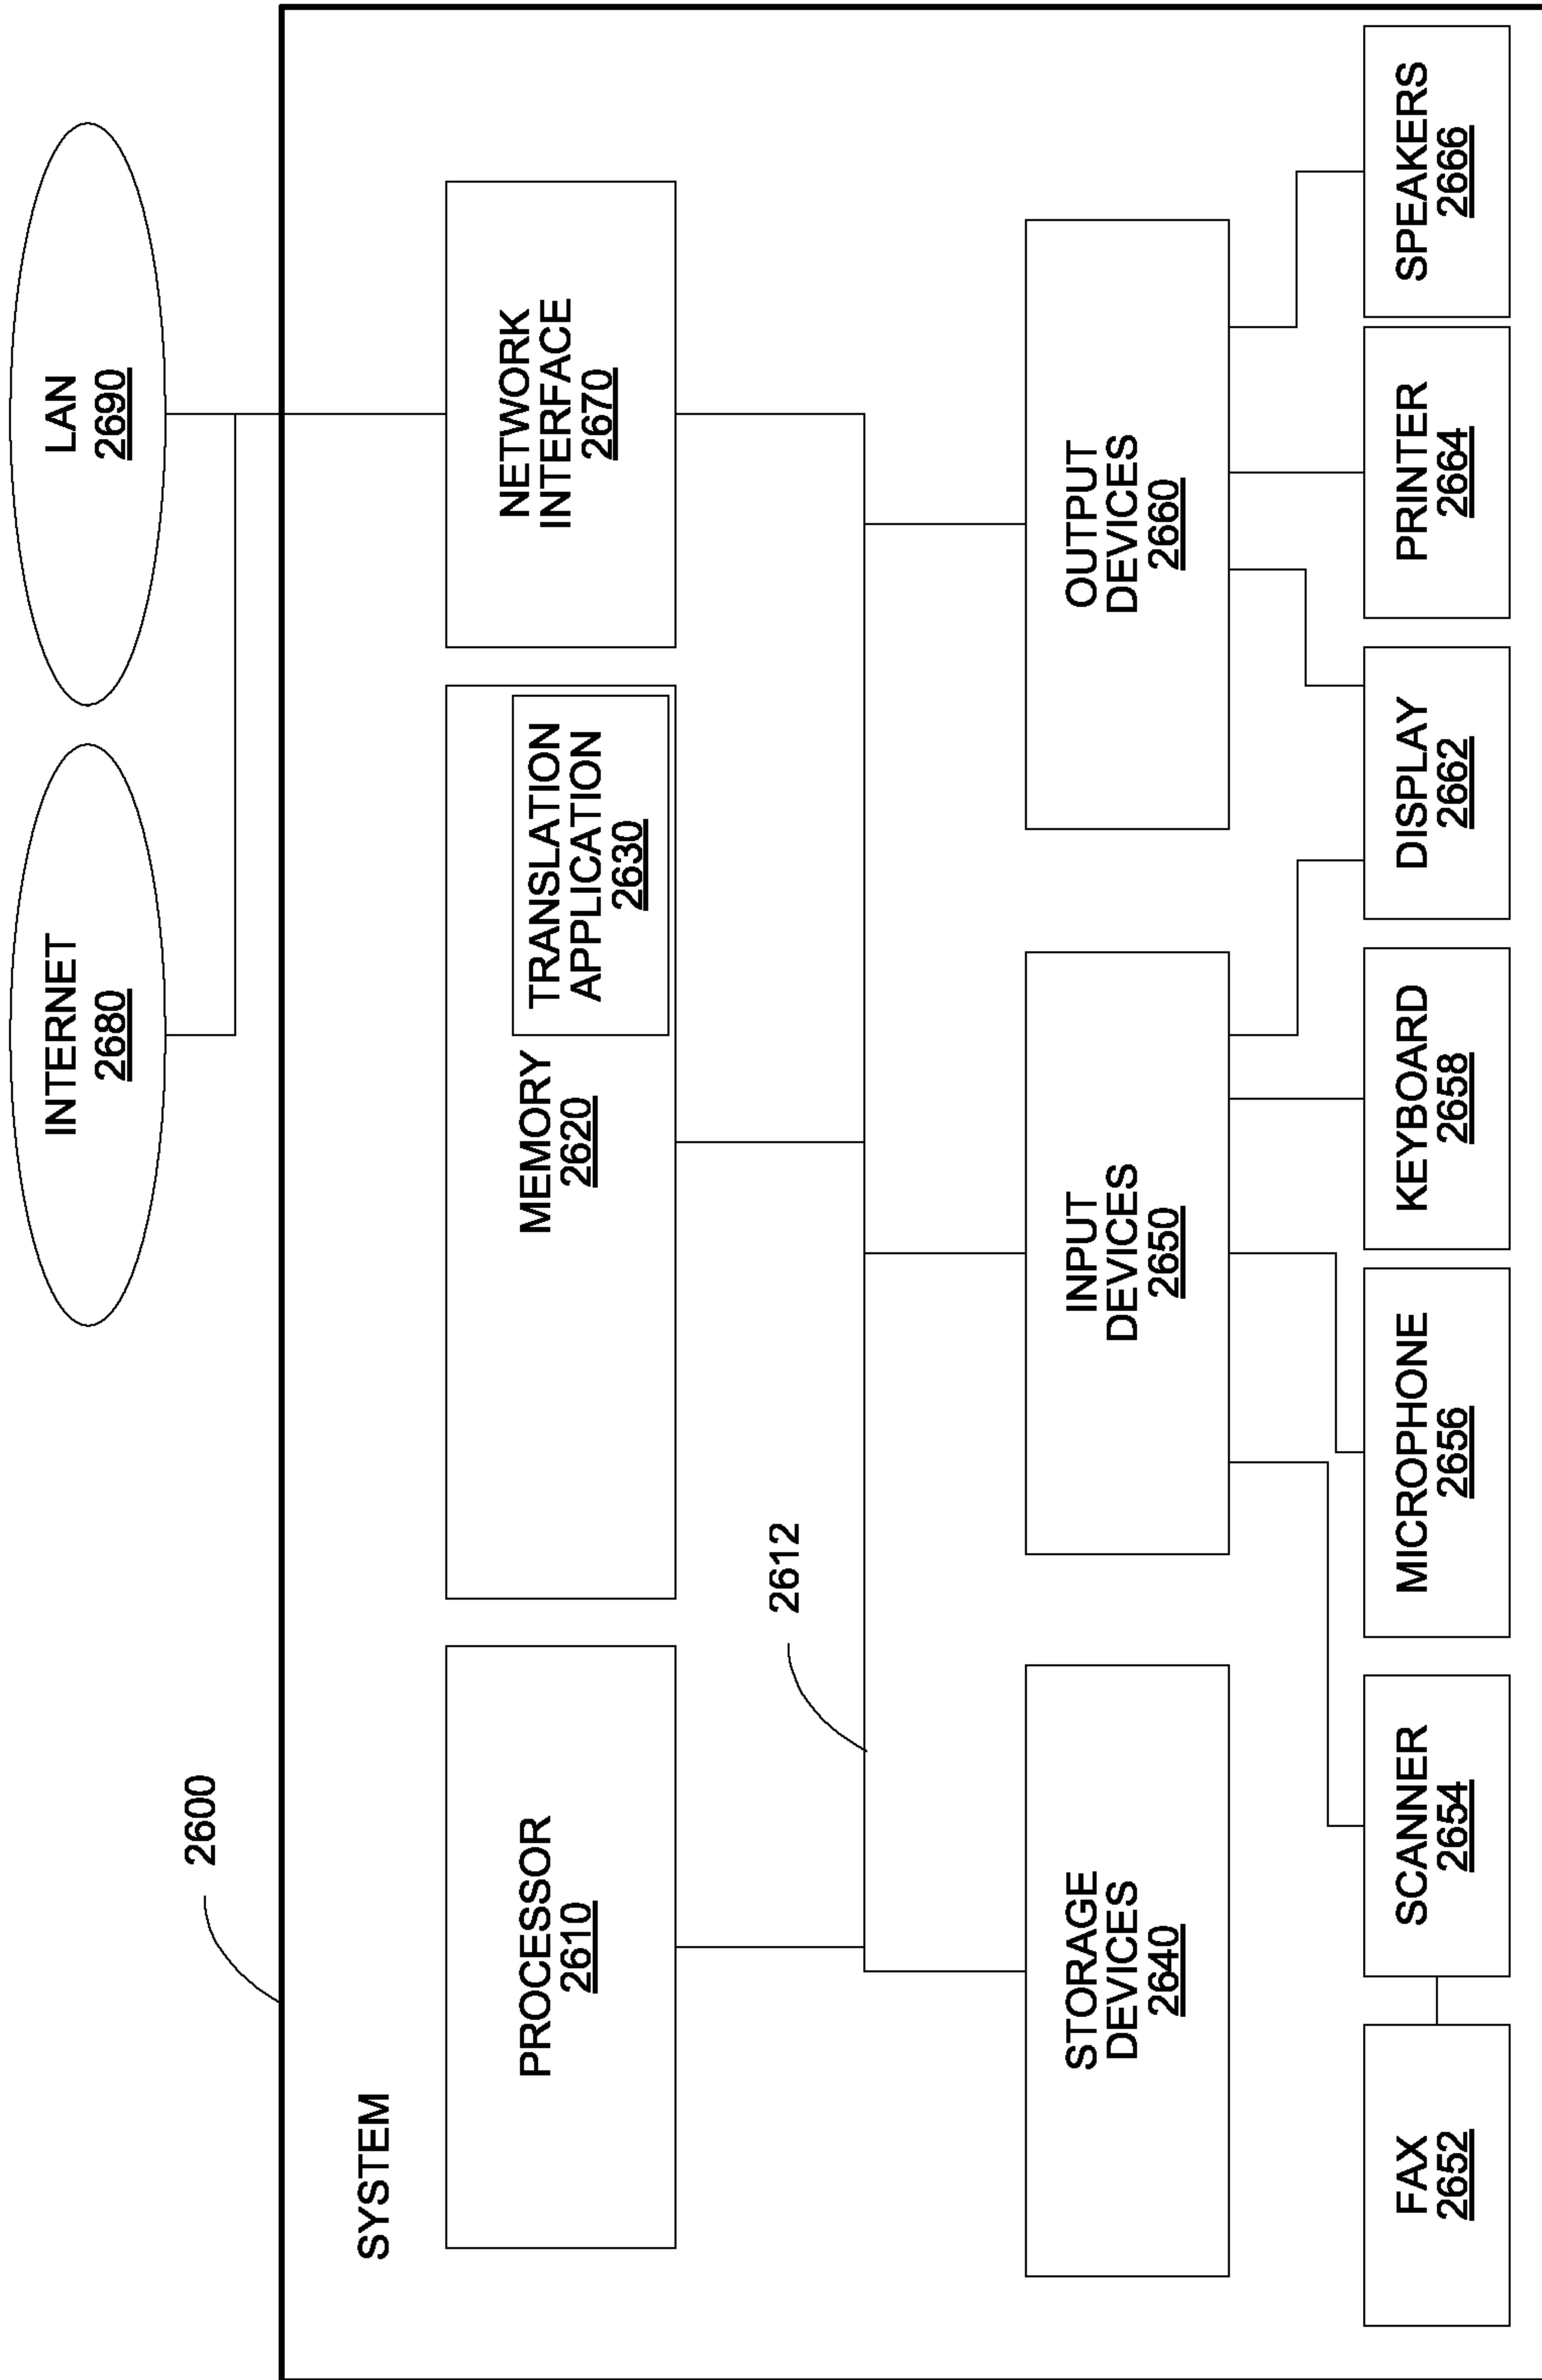 INTERNET
2680
LAN
2690
2600
SYSTEM
PROCESSOR
2610
MEMORY
2620
TRANSLATION
APPLICATION
2630
NETWORK
INTERFACE
2670
2612
STORAGE
DEVICES
2640
INPUT
DEVICES
2650
OUTPUT
DEVICES
2660
FAX
2652
SCANNER
2654
MICROPHONE
2656
KEYBOARD
2658
DISPLAY
2662
PRINTER
2664
SPEAKERS
2666